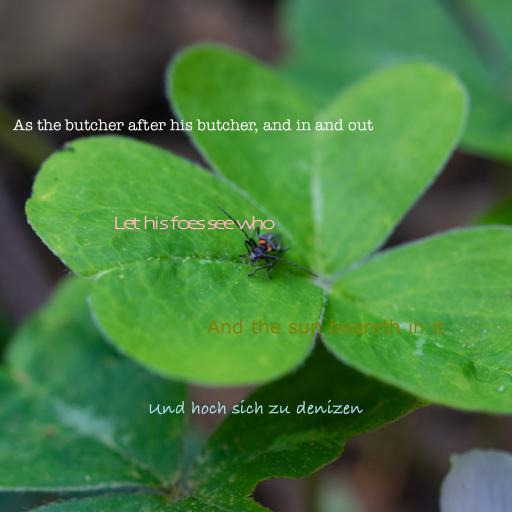 As the butcher after his butcher, and in and out
Let his foes see who
And the sun beareth in it.
Und hoch sich zu denizen